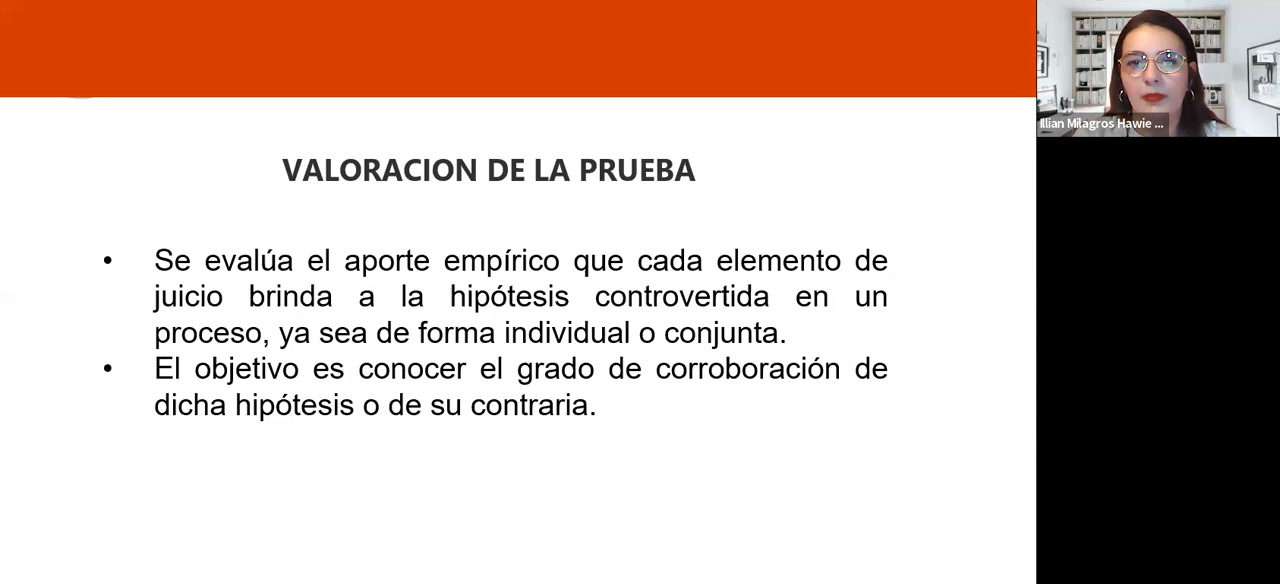 VALORACION DE LA PRUEBA
• Se evalúa el aporte empírico que cada elemento de
juicio brinda a la hipótesis controvertida en un
proceso, ya sea de forma individual o conjunta.
• El objetivo es conocer el grado de corroboración de
dicha hipótesis o de su contraria.
Illian Milagros Hawie ...